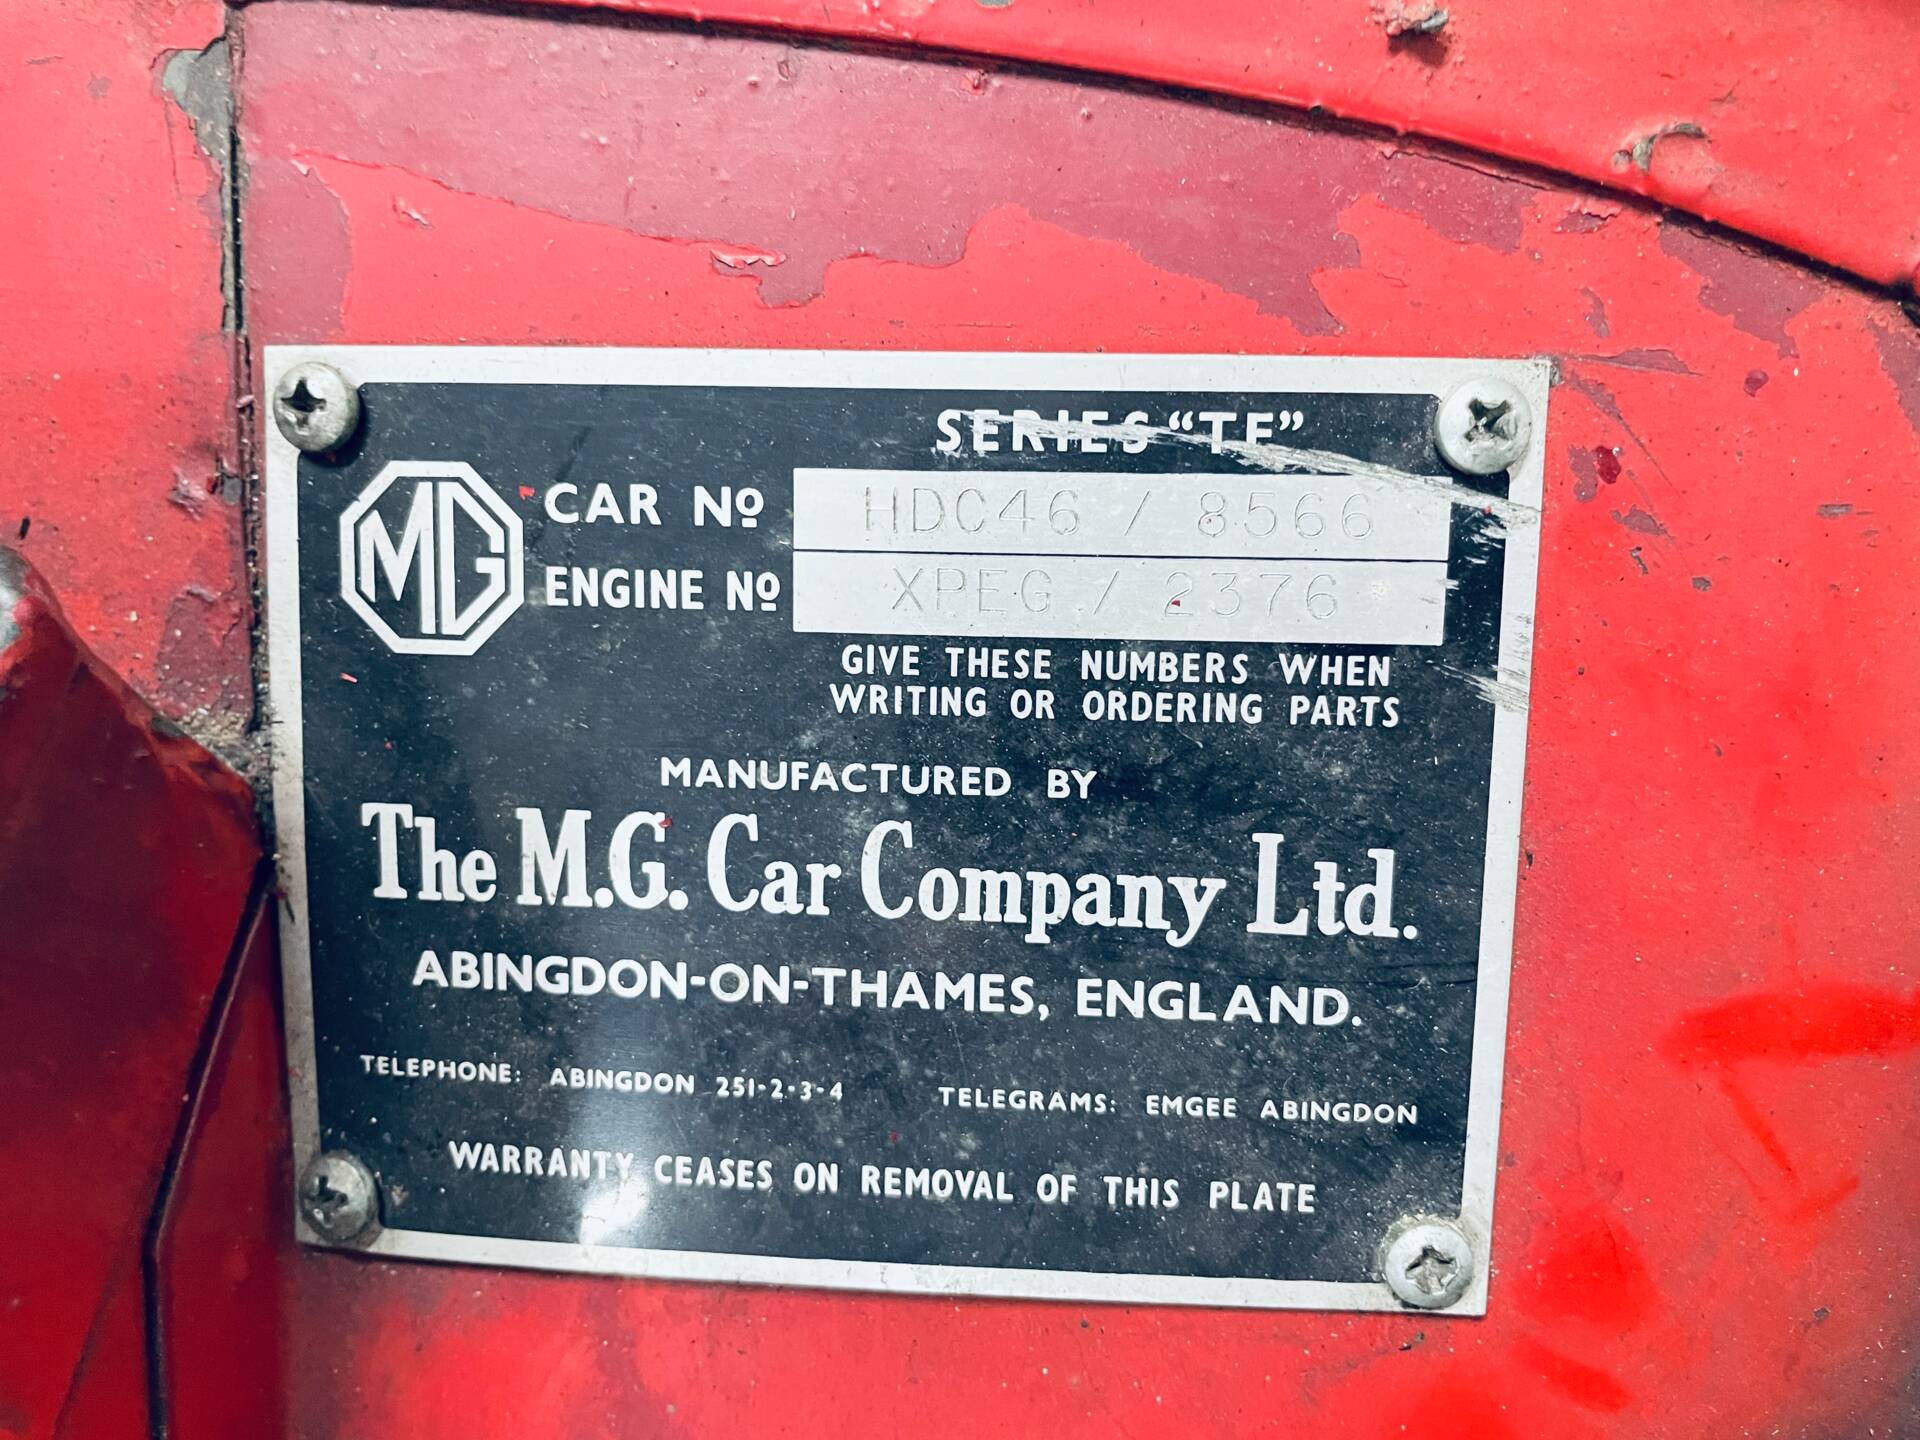 SERIES “TF”
MG
CAR Nº HDC46 / 8566
ENGINE Nº XPEG / 2376
GIVE THESE NUMBERS WHEN
WRITING OR ORDERING PARTS
MANUFACTURED BY
The M.G. Car Company Ltd.
ABINGDON-ON-THAMES, ENGLAND.
TELEPHONE: ABINGDON 251-2-3-4 TELEGRAMS: EMGEE ABINGDON
WARRANTY CEASES ON REMOVAL OF THIS PLATE